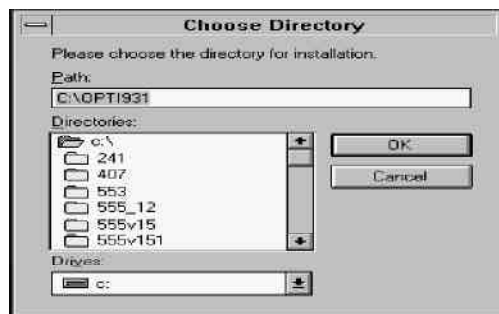 Choose Directory
Please choose the directory for installation.
Path:
C:\OPTI931
Directories:
c:\
241
407
553
555_12
555v15
555v151
OK
Cancel
Drives:
c: